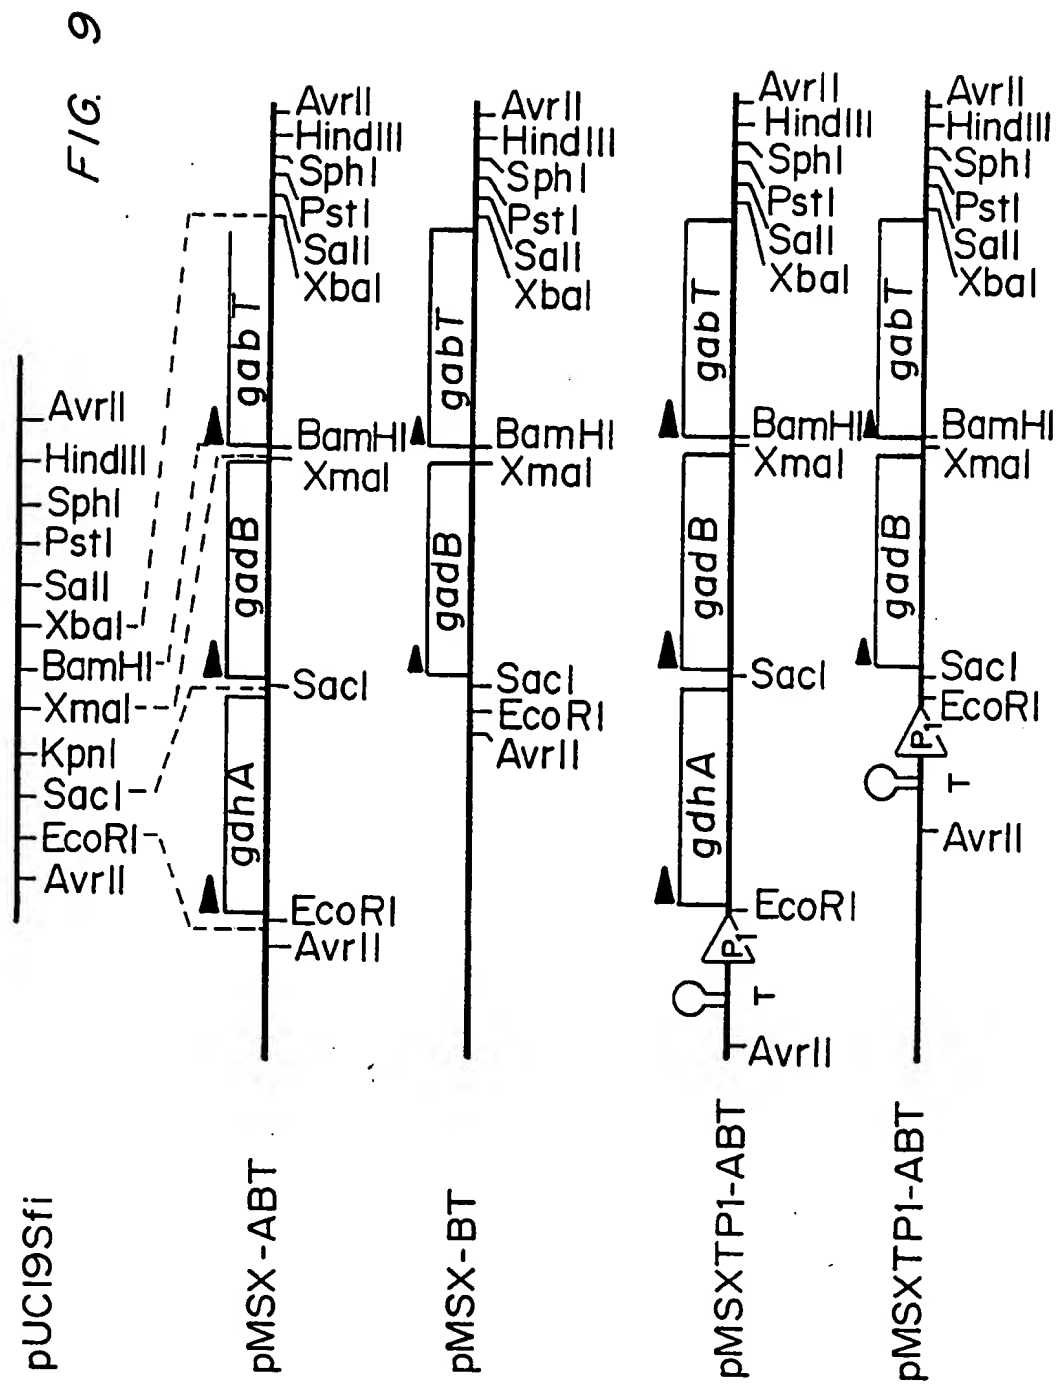 FIG. 9
pUC19Sfi
AvrII
EcoRI
SacI
KpnI
XmaI
BamHI
XbaI
SalI
PstI
SphI
HindIII
AvrII
pMSX-ABT
gdhA
gadB
gabT
AvrII
EcoRI
SacI
XmaI
BamHI
XbaI
SalI
PstI
SphI
HindIII
AvrII
pMSX-BT
gadB
gabT
AvrII
EcoRI
SacI
XmaI
BamHI
XbaI
SalI
PstI
SphI
HindIII
AvrII
pMSXTP1-ABT
gdhA
gadB
gabT
AvrII
T
P1
EcoRI
SacI
XmaI
BamHI
XbaI
SalI
PstI
SphI
HindIII
AvrII
pMSXTP1-ABT
gadB
gabT
AvrII
T
P1
EcoRI
SacI
XmaI
BamHI
XbaI
SalI
PstI
SphI
HindIII
AvrII